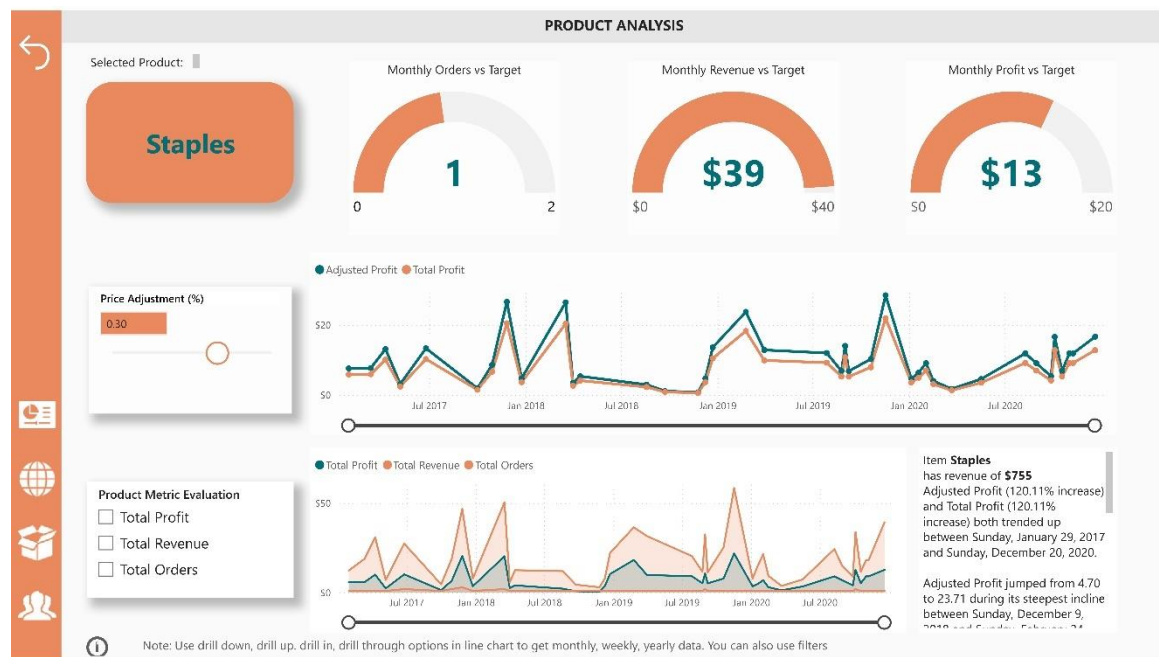 PRODUCT ANALYSIS
Selected Product:
Staples
Monthly Orders vs Target
1
0
2
Monthly Revenue vs Target
$39
$0
$40
Monthly Profit vs Target
$13
$0
$20
Price Adjustment (%)
0.30
Adjusted Profit
Total Profit
$20
$0
Jul 2017
Jan 2018
Jul 2018
Jan 2019
Jul 2019
Jan 2020
Jul 2020
Product Metric Evaluation
Total Profit
Total Revenue
Total Orders
Total Profit
Total Revenue
Total Orders
$50
$0
Jul 2017
Jan 2018
Jul 2018
Jan 2019
Jul 2019
Jan 2020
Jul 2020
Item Staples
has revenue of $755
Adjusted Profit (120.11% increase)
and Total Profit (120.11%
increase) both trended up
between Sunday, January 29, 2017
and Sunday, December 20, 2020.
Adjusted Profit jumped from 4.70
to 23.71 during its steepest incline
between Sunday, December 9,
Note: Use drill down, drill up, drill in, drill through options in line chart to get monthly, weekly, yearly data. You can also use filters